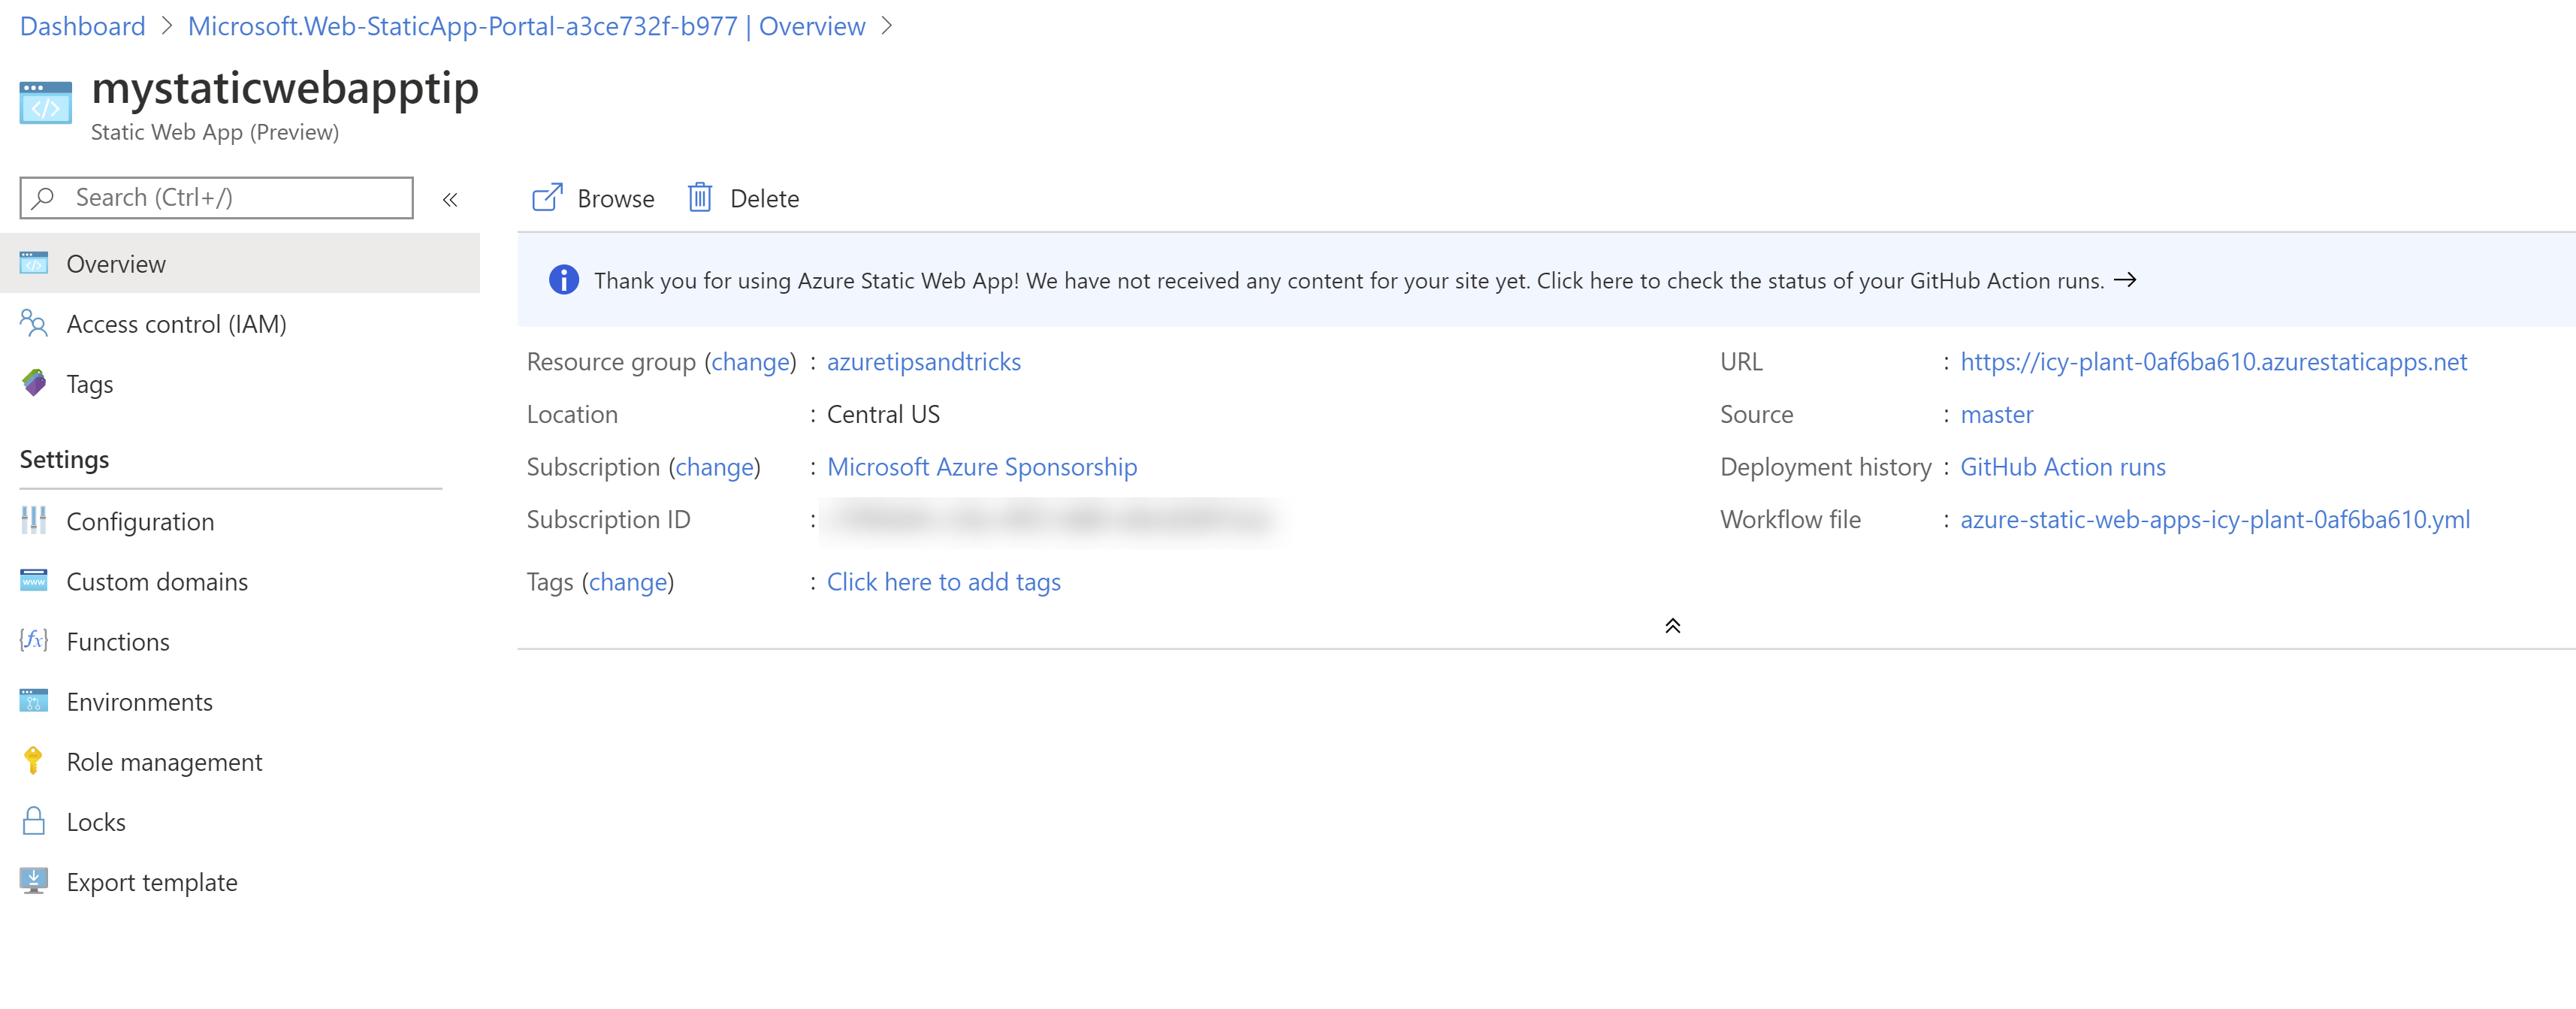 Dashboard > Microsoft.Web-StaticApp-Portal-a3ce732f-b977 | Overview >
mystaticwebapptip
Static Web App (Preview)
Search (Ctrl+/)
«
Overview
Access control (IAM)
Tags
Settings
Configuration
Custom domains
Functions
Environments
Role management
Locks
Export template
Browse Delete
Thank you for using Azure Static Web App! We have not received any content for your site yet. Click here to check the status of your GitHub Action runs. →
Resource group (change) : azuretipsandtricks
Location : Central US
Subscription (change) : Microsoft Azure Sponsorship
Subscription ID :
Tags (change) : Click here to add tags
URL : https://icy-plant-0af6ba610.azurestaticapps.net
Source : master
Deployment history : GitHub Action runs
Workflow file : azure-static-web-apps-icy-plant-0af6ba610.yml